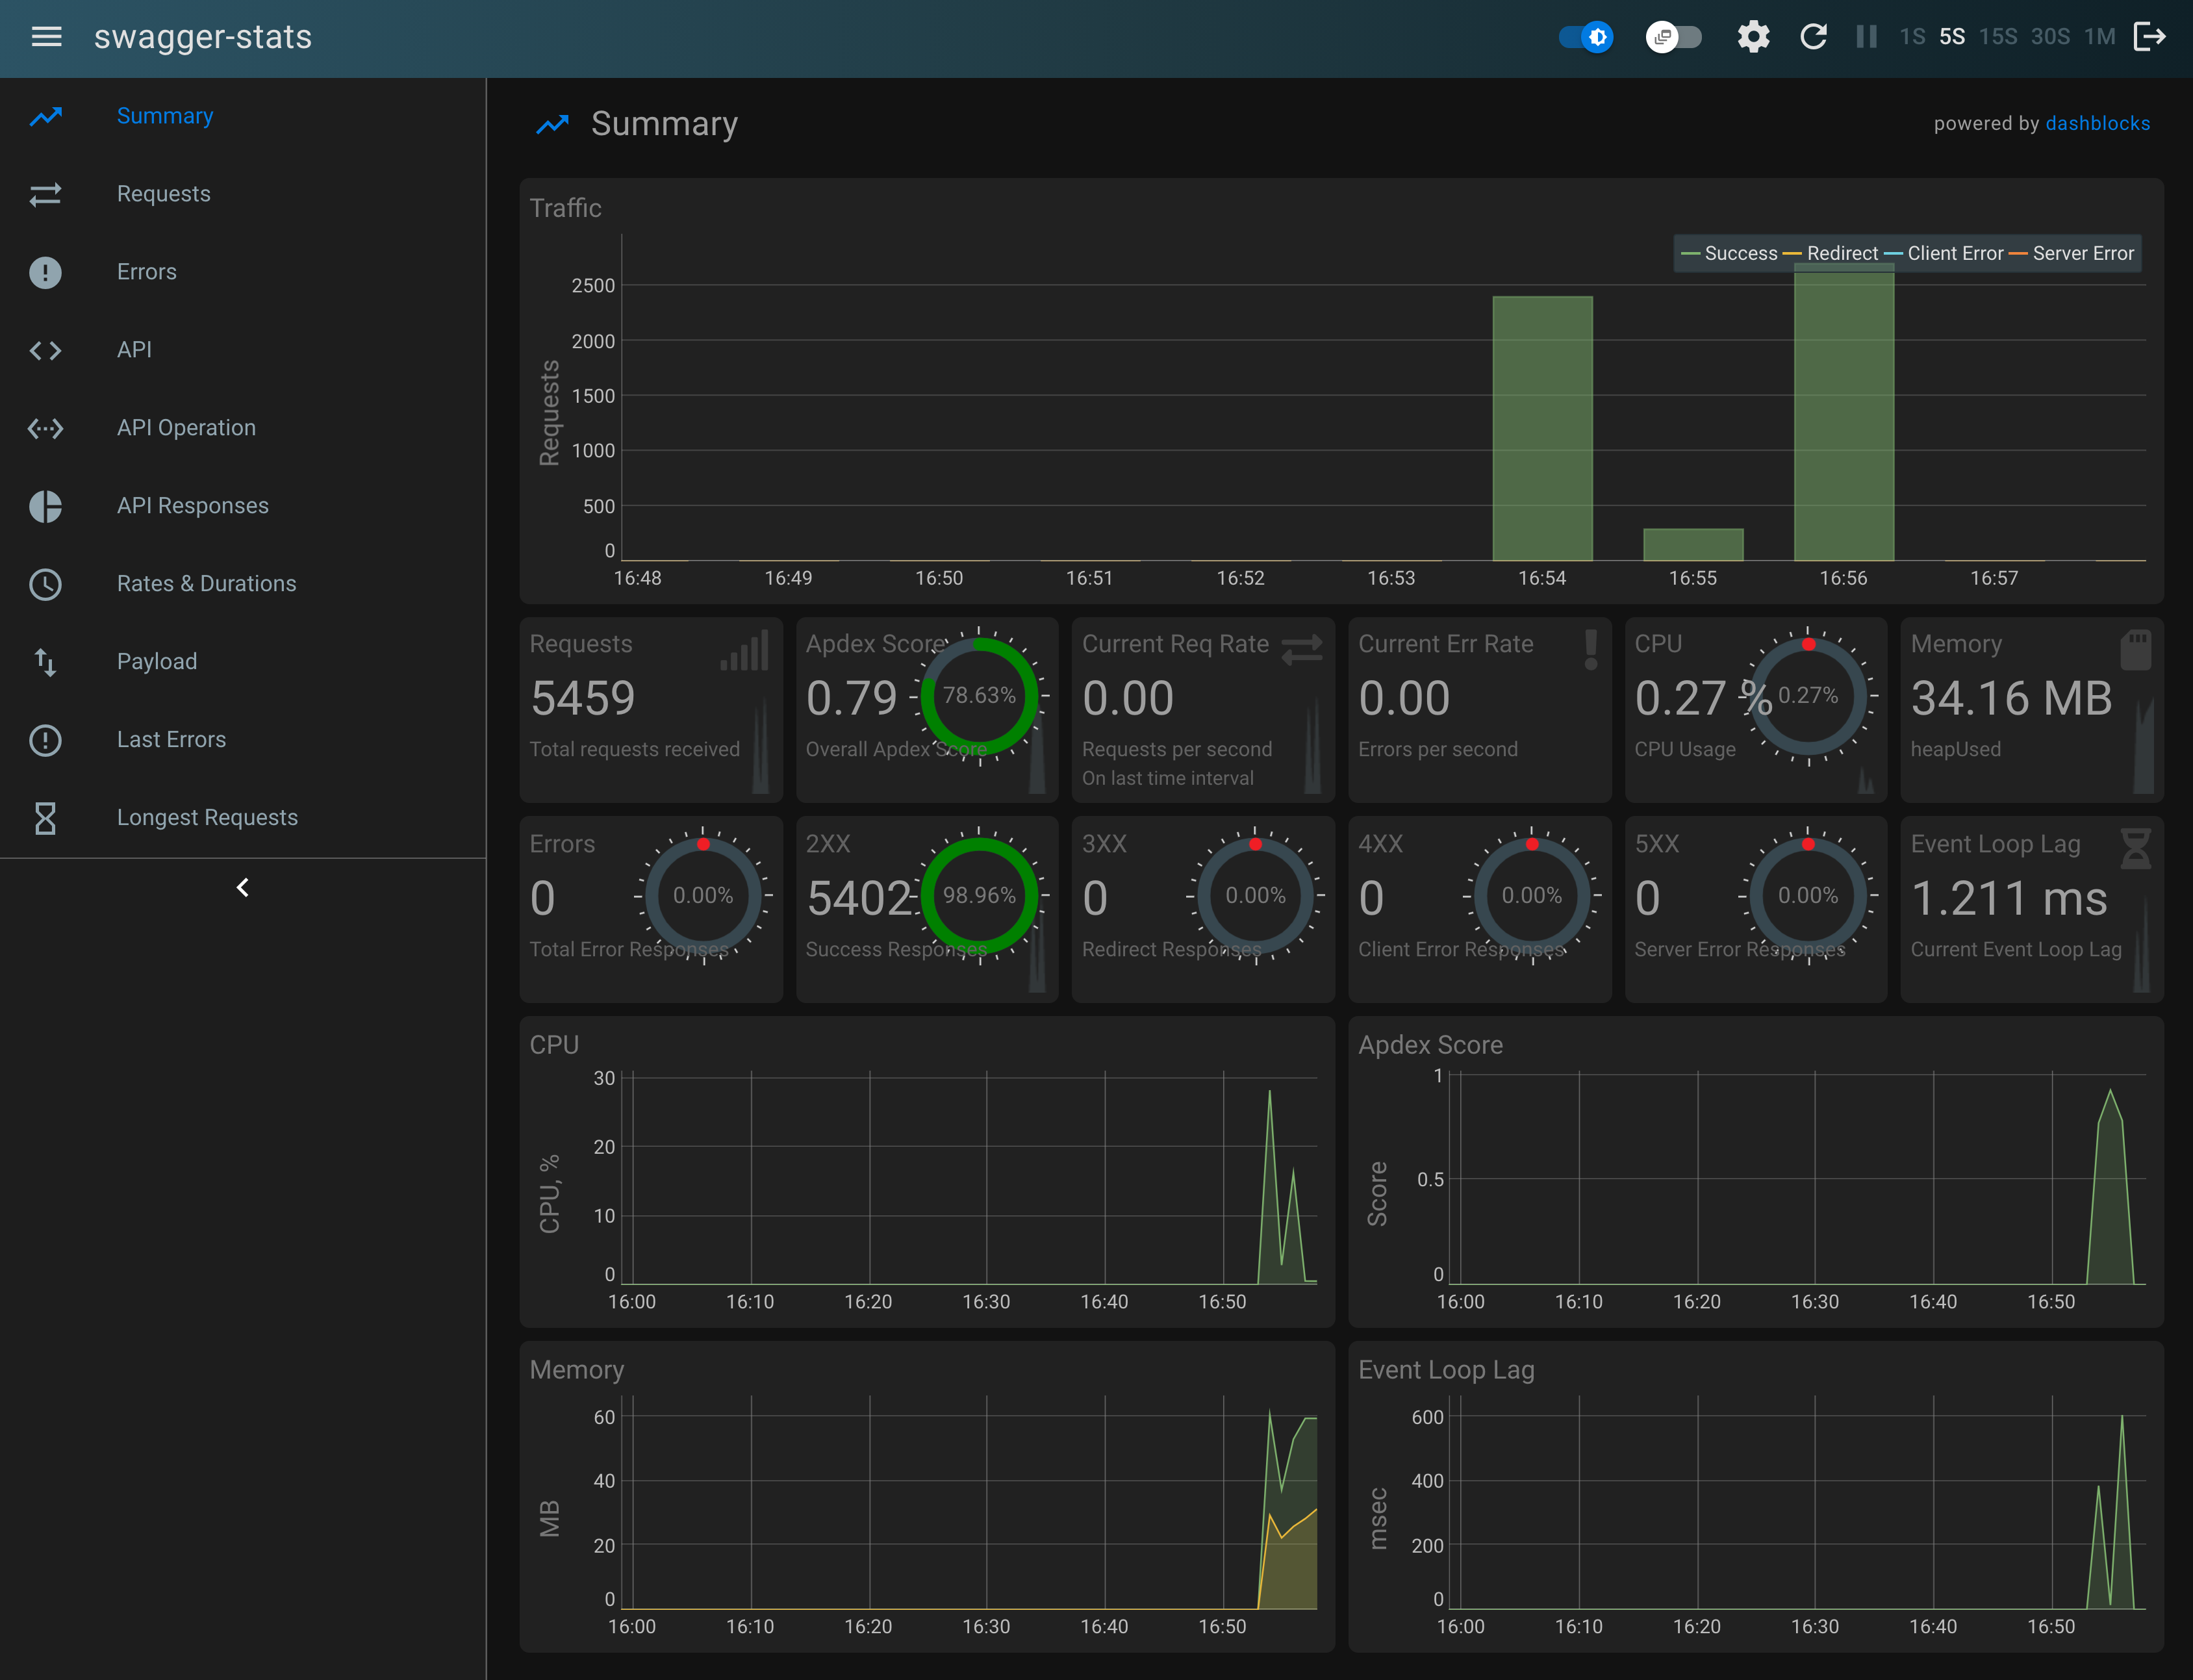 swagger-stats
1S 5S 15S 30S 1M
Summary
Requests
Errors
API
API Operation
API Responses
Rates & Durations
Payload
Last Errors
Longest Requests
Summary
powered by dashblocks
Traffic
Success Redirect Client Error Server Error
Requests
2500
2000
1500
1000
500
0
16:48 16:49 16:50 16:51 16:52 16:53 16:54 16:55 16:56 16:57
Requests
5459
Total requests received
Apdex Score
0.79
78.63%
Overall Apdex Score
Current Req Rate
0.00
Requests per second
On last time interval
Current Err Rate
0.00
Errors per second
CPU
0.27 %
0.27%
CPU Usage
Memory
34.16 MB
heapUsed
Errors
0
0.00%
Total Error Responses
2XX
5402
98.96%
Success Responses
3XX
0
0.00%
Redirect Responses
4XX
0
0.00%
Client Error Responses
5XX
0
0.00%
Server Error Responses
Event Loop Lag
1.211 ms
Current Event Loop Lag
CPU
CPU, %
30
20
10
0
16:00 16:10 16:20 16:30 16:40 16:50
Apdex Score
Score
1
0.5
0
16:00 16:10 16:20 16:30 16:40 16:50
Memory
MB
60
40
20
0
16:00 16:10 16:20 16:30 16:40 16:50
Event Loop Lag
msec
600
400
200
0
16:00 16:10 16:20 16:30 16:40 16:50